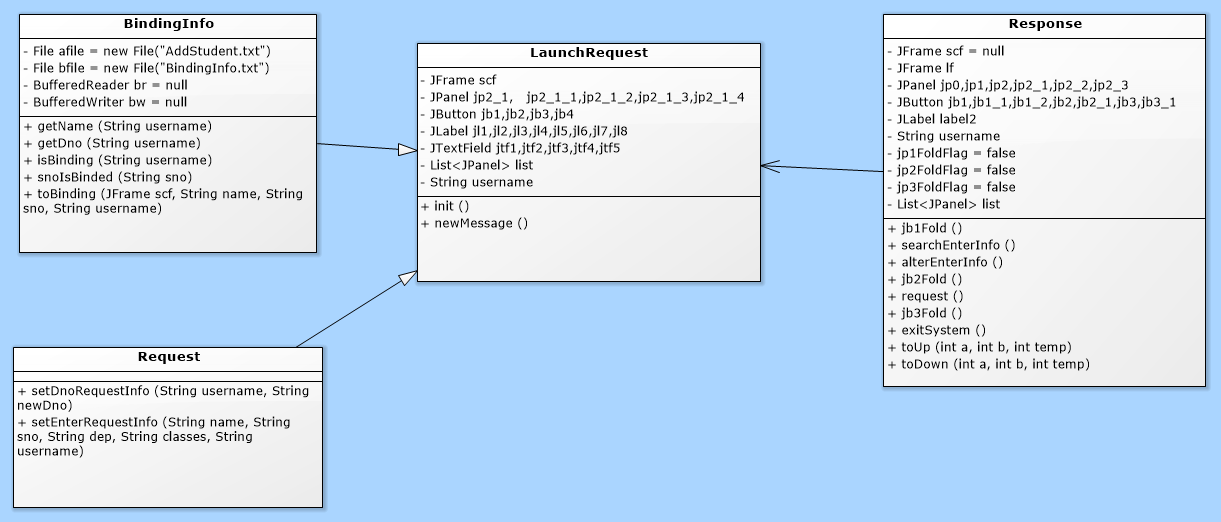 BindingInfo
- File afile = new File("AddStudent.txt")
- File bfile = new File("BindingInfo.txt")
- BufferedReader br = null
- BufferedWriter bw = null
+ getName (String username)
+ getDno (String username)
+ isBinding (String username)
+ snoIsBinded (String sno)
+ toBinding (JFrame scf, String name, String
sno, String username)
LaunchRequest
- JFrame scf
- JPanel jp2_1, jp2_1_1,jp2_1_2,jp2_1_3,jp2_1_4
- JButton jb1,jb2,jb3,jb4
- JLabel jl1,jl2,jl3,jl4,jl5,jl6,jl7,jl8
- JTextField jtf1,jtf2,jtf3,jtf4,jtf5
- List<JPanel> list
- String username
+ init ()
+ newMessage ()
Response
- JFrame scf = null
- JFrame lf
- JPanel jp0,jp1,jp2,jp2_1,jp2_2,jp2_3
- JButton jb1,jb1_1,jb1_2,jb2,jb2_1,jb3,jb3_1
- JLabel label2
- String username
- jp1FoldFlag = false
- jp2FoldFlag = false
- jp3FoldFlag = false
- List<JPanel> list
+ jb1Fold ()
+ searchEnterInfo ()
+ alterEnterInfo ()
+ jb2Fold ()
+ request ()
+ jb3Fold ()
+ exitSystem ()
+ toUp (int a, int b, int temp)
+ toDown (int a, int b, int temp)
Request
+ setDnoRequestInfo (String username, String
newDno)
+ setEnterRequestInfo (String name, String
sno, String dep, String classes, String
username)